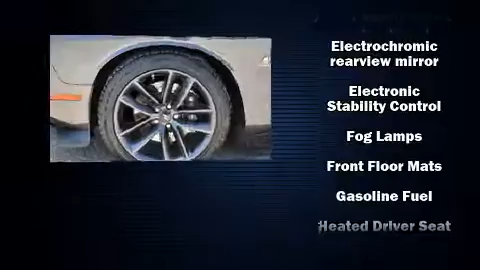 Electrochromic
rearview mirror
Electronic
Stability Control
Fog Lamps
Front Floor Mats
Gasoline Fuel
Heated Driver Seat